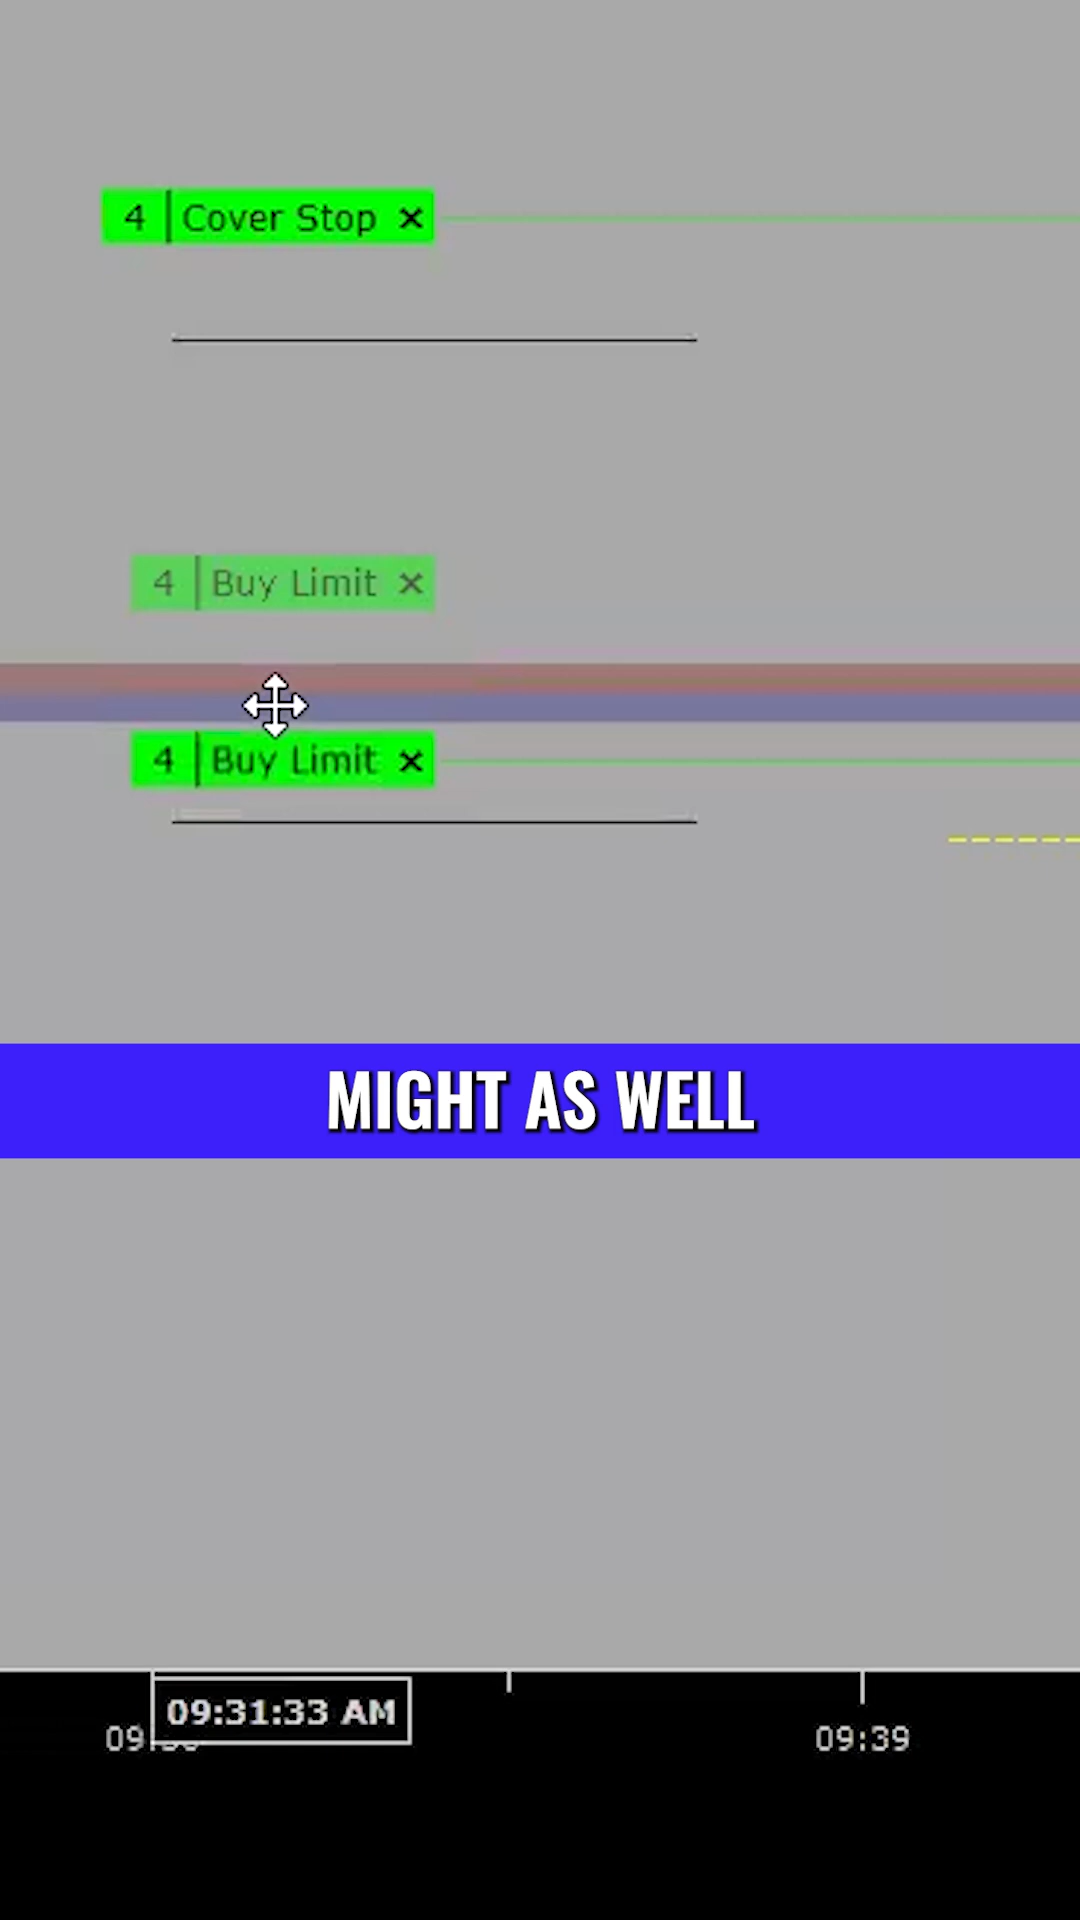 4 Cover Stop ×
4 Buy Limit ×
4 Buy Limit ×
MIGHT AS WELL
09:31:33 AM
09:39